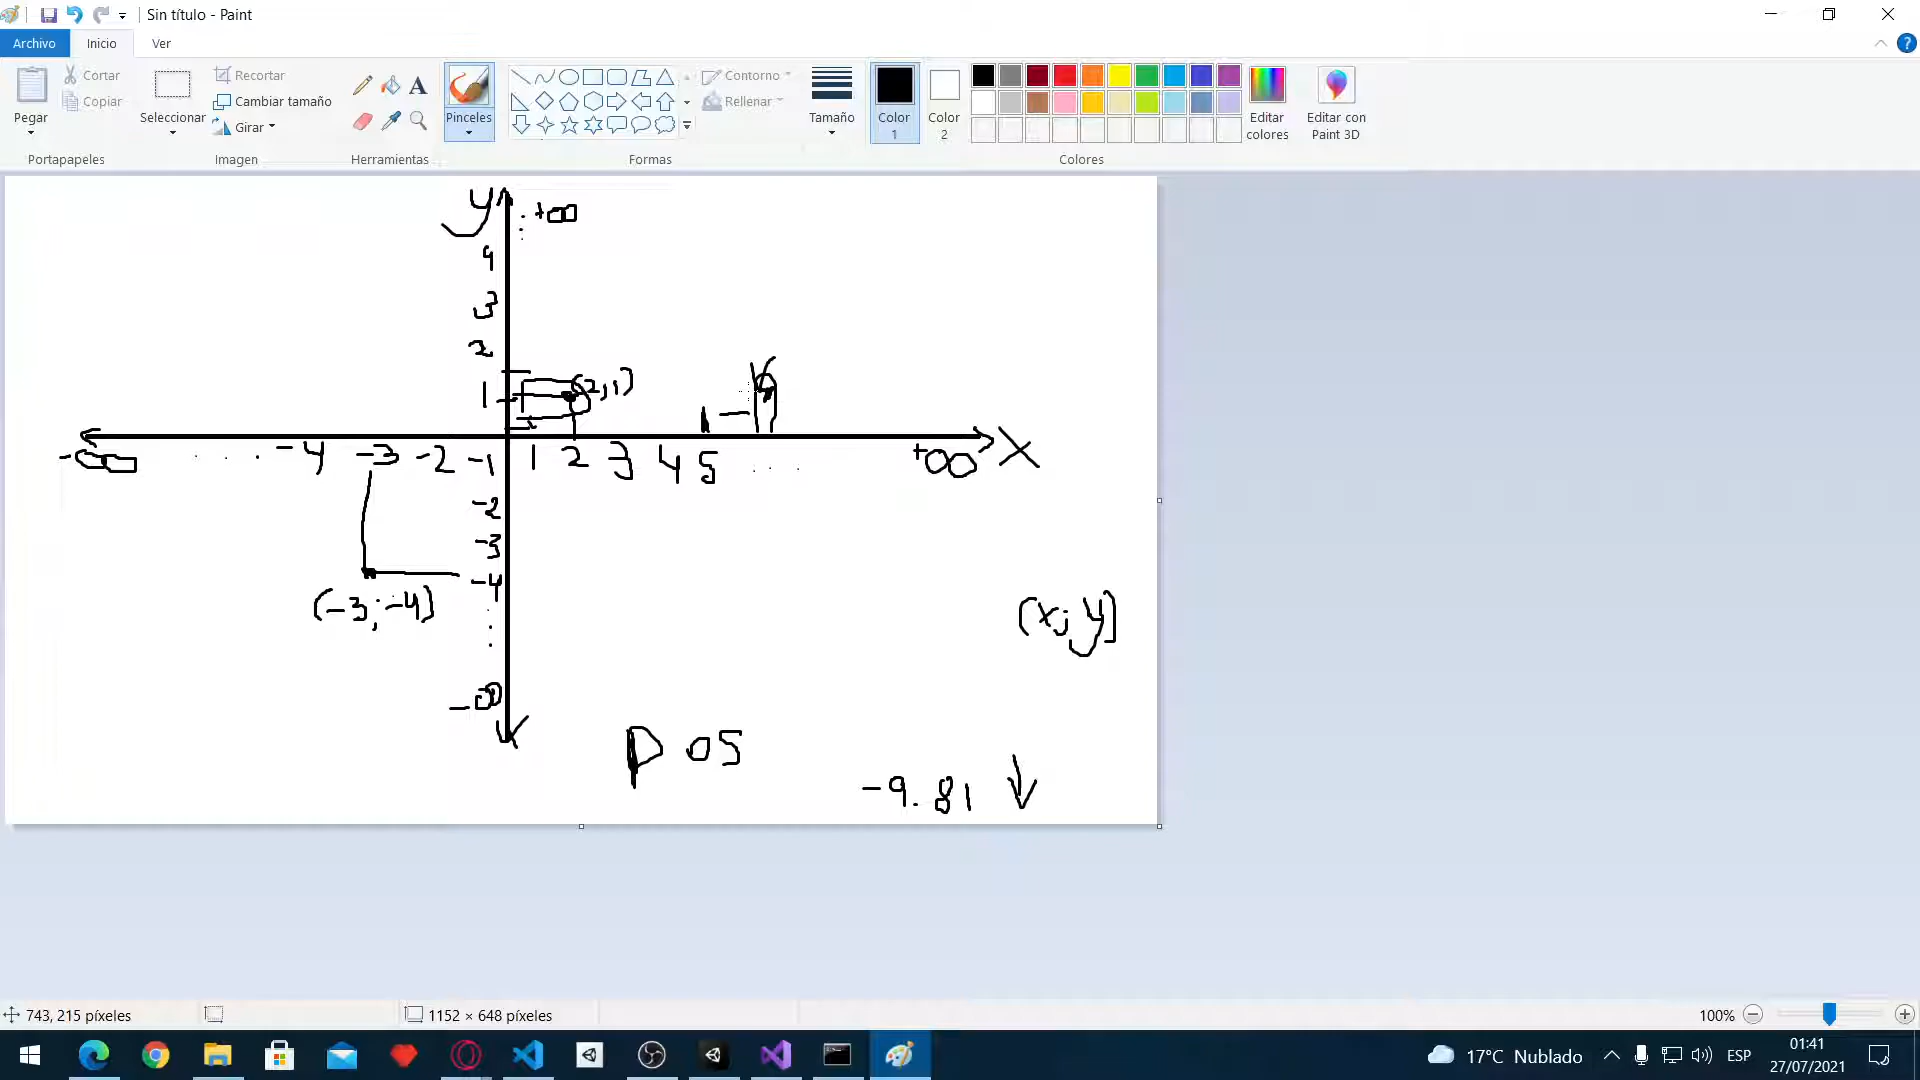 Sin título - Paint
Archivo Inicio Ver
Pegar
Cortar
Copiar
Portapapeles
Seleccionar
Recortar
Cambiar tamaño
Girar
Imagen
A
Herramientas
Pinceles
Contorno
Rellenar
Formas
Tamaño
Color 1
Color 2
Editar colores
Editar con Paint 3D
Colores
y
+∞
4
3
2
1
(2,1)
-∞ . . . -4 -3 -2 -1 1 2 3 4 5 . . . +∞ X
-2
-3
-4
(-3;-4)
(x;y)
-∞
pos
-9.81
743, 215 píxeles
1152 × 648 píxeles
100%
17°C Nublado
ESP
01:41
27/07/2021